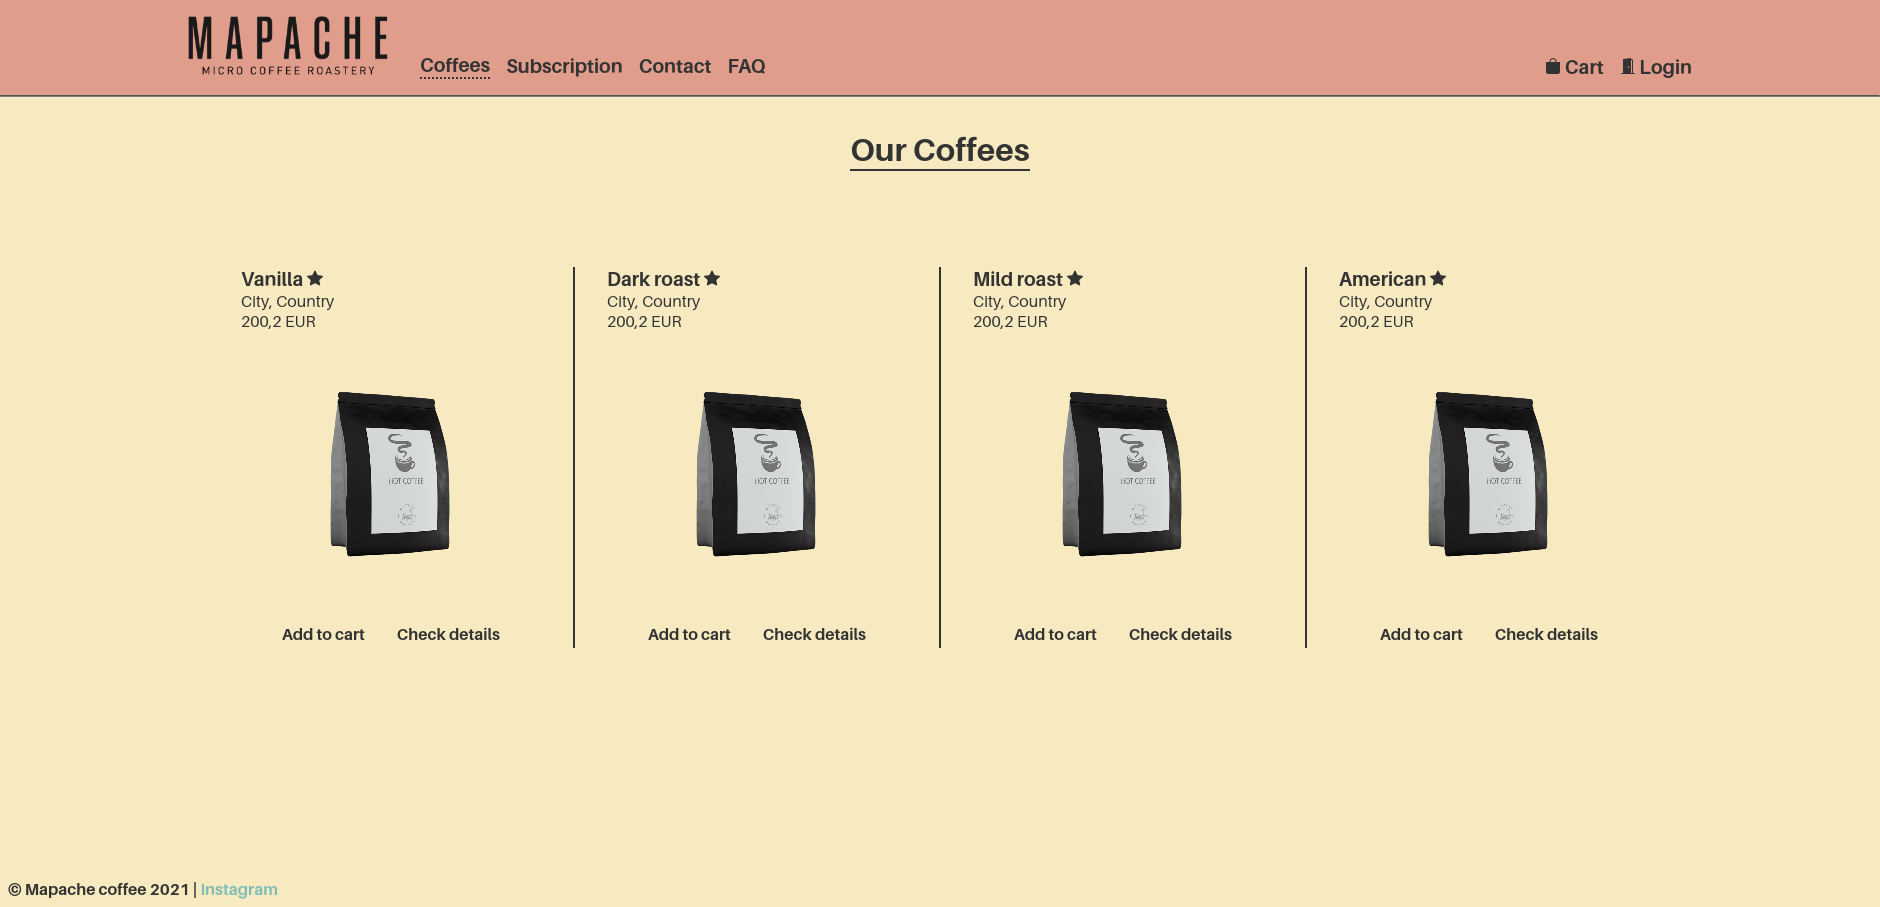 MAPACHE
MICRO COFFEE ROASTERY
Coffees Subscription Contact FAQ
Cart Login
Our Coffees
Vanilla
City, Country
200,2 EUR
HOT COFFEE
Add to cart Check details
Dark roast
City, Country
200,2 EUR
HOT COFFEE
Add to cart Check details
Mild roast
City, Country
200,2 EUR
HOT COFFEE
Add to cart Check details
American
City, Country
200,2 EUR
HOT COFFEE
Add to cart Check details
© Mapache coffee 2021 | Instagram